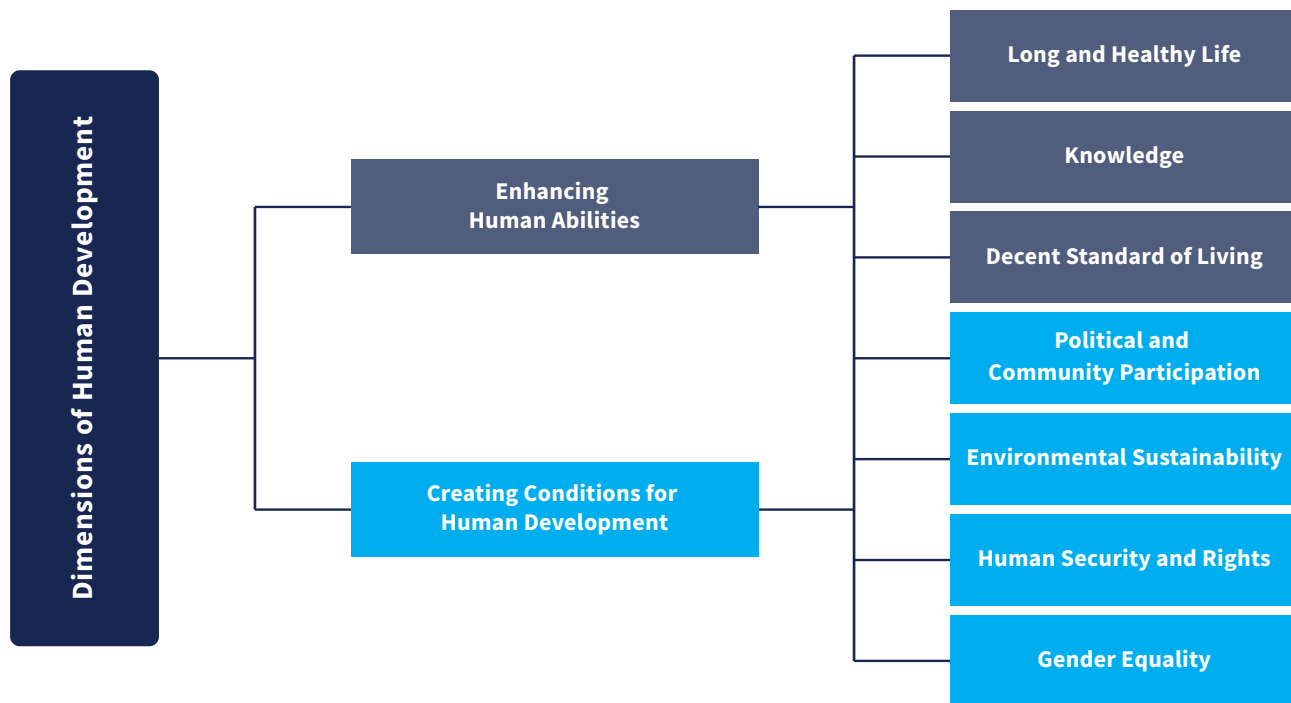 Dimensions of Human Development
Enhancing
Human Abilities
Creating Conditions for
Human Development
Long and Healthy Life
Knowledge
Decent Standard of Living
Political and
Community Participation
Environmental Sustainability
Human Security and Rights
Gender Equality